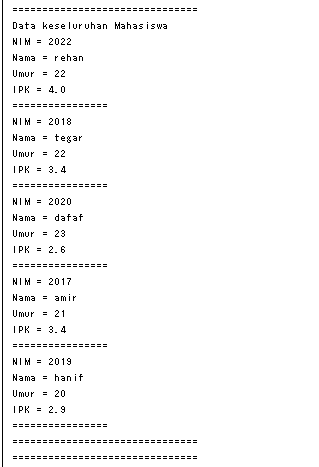 ===============================
Data keseluruhan Mahasiswa
NIM = 2022
Nama = rehan
Umur = 22
IPK = 4.0
================
NIM = 2018
Nama = tegar
Umur = 22
IPK = 3.4
================
NIM = 2020
Nama = dafaf
Umur = 23
IPK = 2.6
================
NIM = 2017
Nama = amir
Umur = 21
IPK = 3.4
================
NIM = 2019
Nama = hanif
Umur = 20
IPK = 2.9
================
===============================
===============================